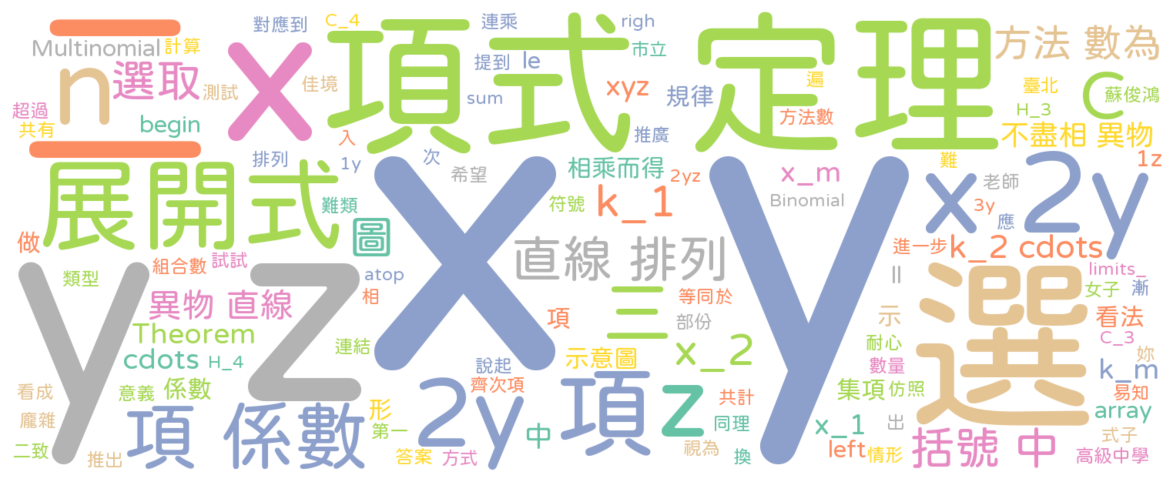 Multinomial 計算
對應到
連乘
C_4
righ
市立
方法 數為
n
選取
x
項式 定理
提到 le
測試
佳境
sum
xyz
規律
遍
臺北
C
蘇俊鴻
H_3
方法數
超過
共有
begin
入
推廣
不盡相 異物
展開式
排列
1y
次
希望
相乘而得
2yz
x_m
難
1z
難類
圖
符號
k_1
Binomial
老師
x2y
3y
應
做
組合數
試試
x
y
直線 排列
進一步
k_2 cdots
類型
atop
相
limits_
異物 直線
y
z
三
等同於
=
選
女子
漸
Theorem
項
部份
示
看法
cdots
H_4
連結
示意圖
x_2
耐心
C_3
妳
說起
數量
k_m
看成
意義
係數
齊次項
集項
仿照
易知
龐雜
形
2y
項
z
共計
x_1
出
array
項 係數
第一
中
同理
式子
二致
推出
答案
方式
視為
換
left
情形
括號 中
高級中學